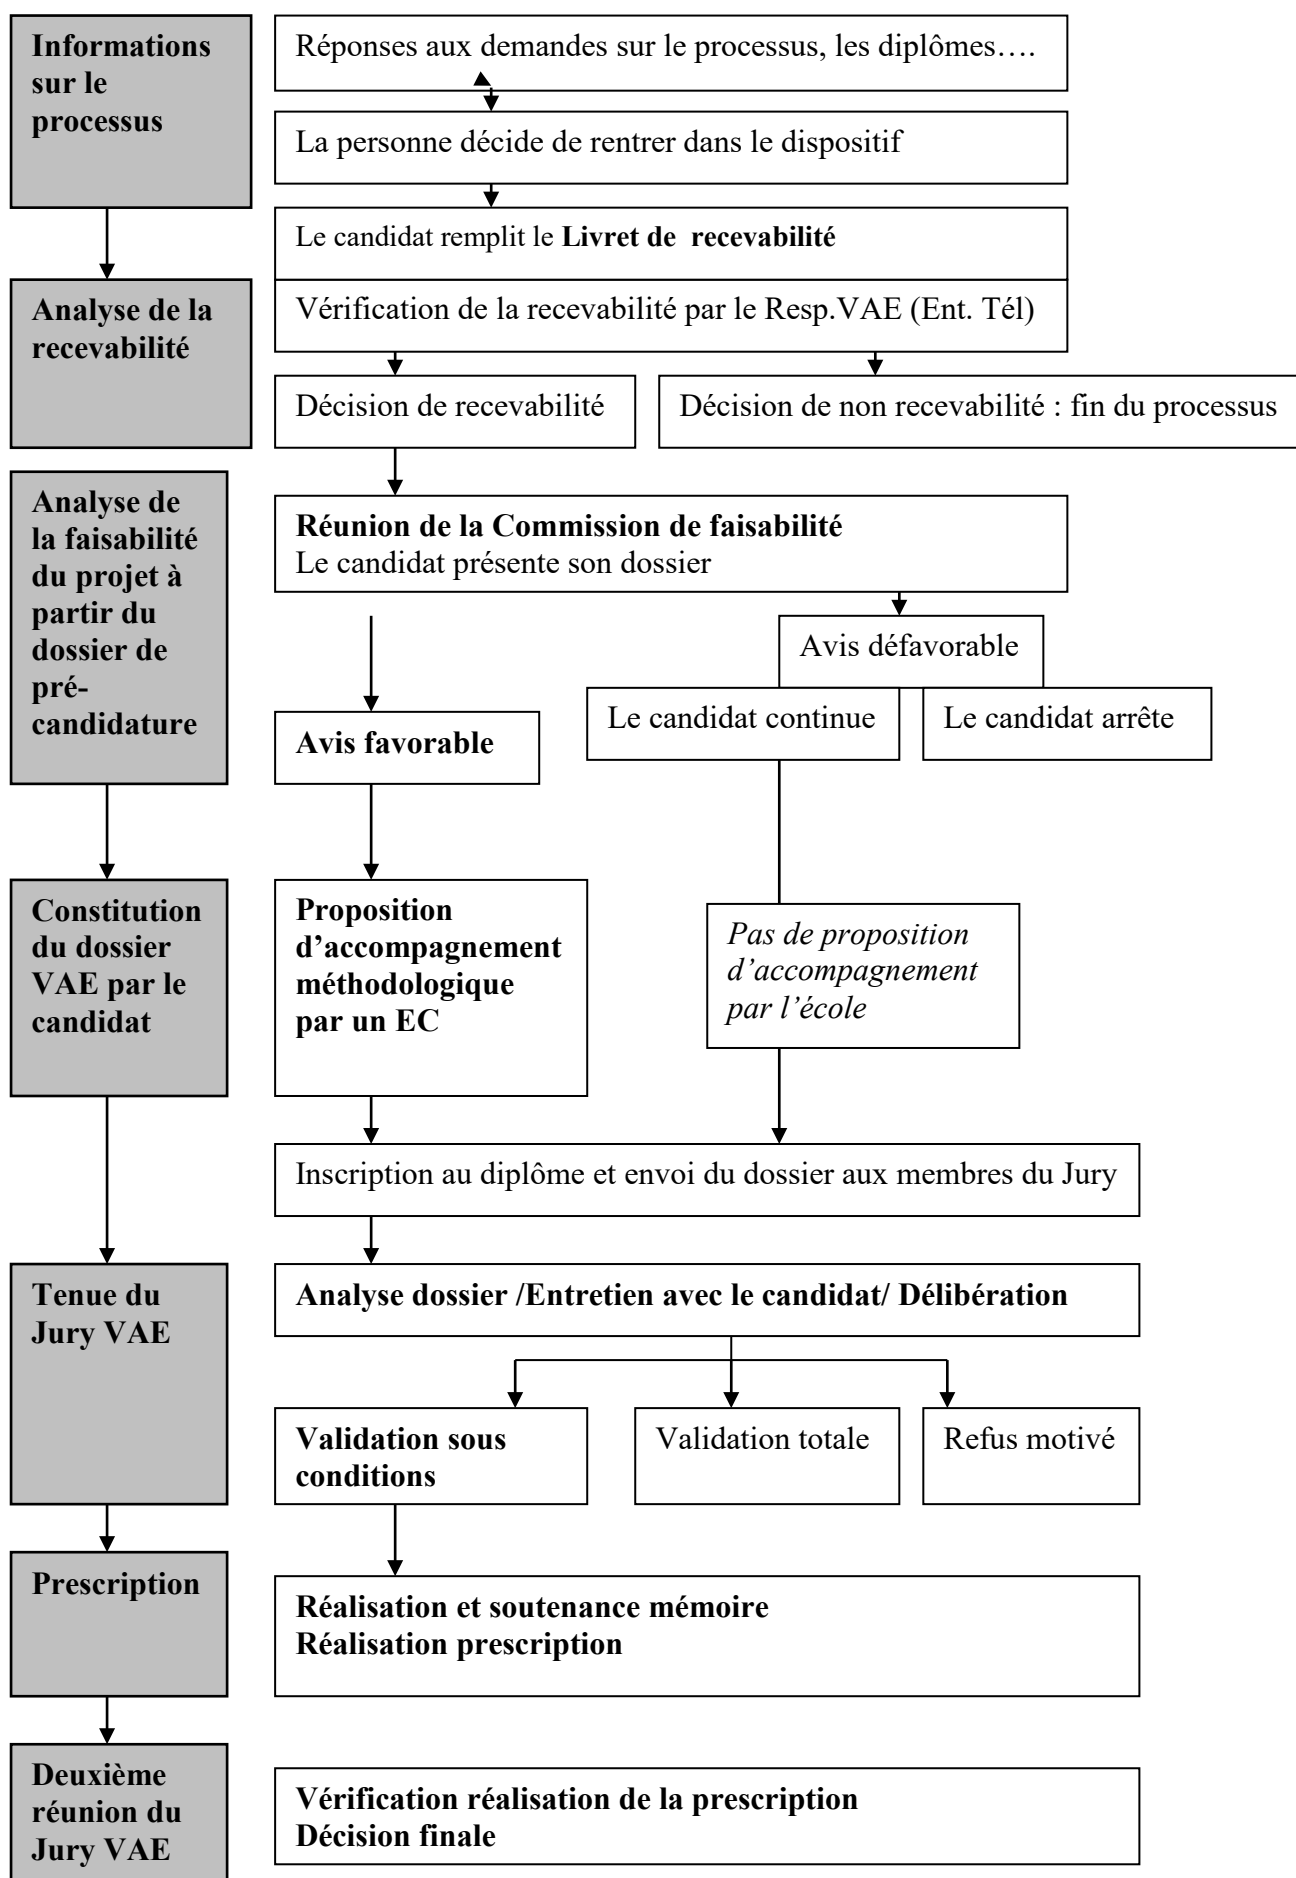 Informations
sur le
processus
Réponses aux demandes sur le processus, les diplômes….
La personne décide de rentrer dans le dispositif
Le candidat remplit le Livret de recevabilité
Analyse de la
recevabilité
Vérification de la recevabilité par le Resp.VAE (Ent. Tél)
Décision de recevabilité
Décision de non recevabilité : fin du processus
Analyse de
la faisabilité
du projet à
partir du
dossier de
pré-
candidature
Réunion de la Commission de faisabilité
Le candidat présente son dossier
Avis défavorable
Le candidat continue
Le candidat arrête
Avis favorable
Constitution
du dossier
VAE par le
candidat
Proposition
d’accompagnement
méthodologique
par un EC
Pas de proposition
d’accompagnement
par l’école
Inscription au diplôme et envoi du dossier aux membres du Jury
Tenue du
Jury VAE
Analyse dossier /Entretien avec le candidat/ Délibération
Validation sous
conditions
Validation totale
Refus motivé
Prescription
Réalisation et soutenance mémoire
Réalisation prescription
Deuxième
réunion du
Jury VAE
Vérification réalisation de la prescription
Décision finale